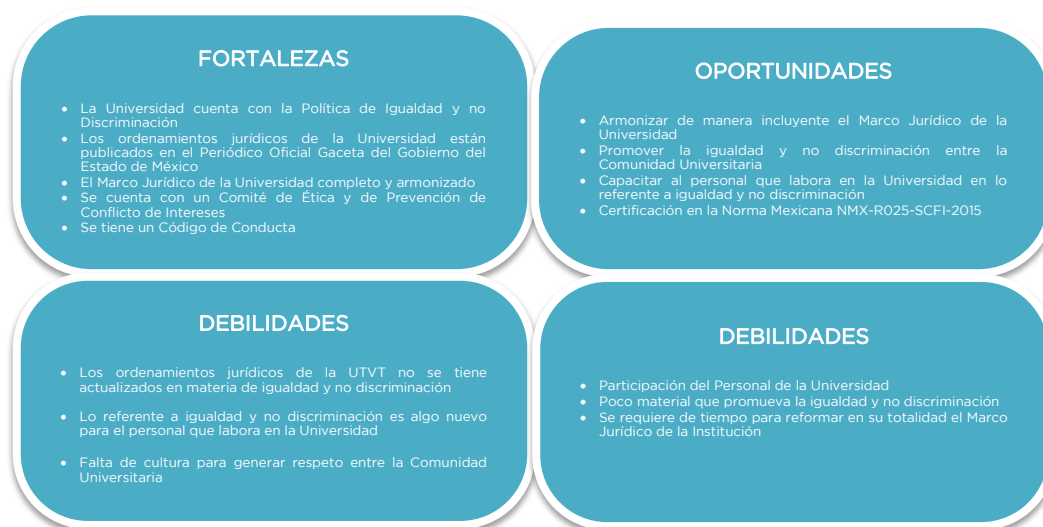 FORTALEZAS
• La Universidad cuenta con la Política de Igualdad y no
Discriminación
• Los ordenamientos jurídicos de la Universidad están
publicados en el Periódico Oficial Gaceta del Gobierno del
Estado de México
• El Marco Jurídico de la Universidad completo y armonizado
• Se cuenta con un Comité de Ética y de Prevención de
Conflicto de Intereses
• Se tiene un Código de Conducta
OPORTUNIDADES
• Armonizar de manera incluyente el Marco Jurídico de la
Universidad
• Promover la igualdad y no discriminación entre la
Comunidad Universitaria
• Capacitar al personal que labora en la Universidad en lo
referente a igualdad y no discriminación
• Certificación en la Norma Mexicana NMX-R025-SCFI-2015
DEBILIDADES
• Los ordenamientos jurídicos de la UTVT no se tiene
actualizados en materia de igualdad y no discriminación
• Lo referente a igualdad y no discriminación es algo nuevo
para el personal que labora en la Universidad
• Falta de cultura para generar respeto entre la Comunidad
Universitaria
DEBILIDADES
• Participación del Personal de la Universidad
• Poco material que promueva la igualdad y no discriminación
• Se requiere de tiempo para reformar en su totalidad el Marco
Jurídico de la Institución